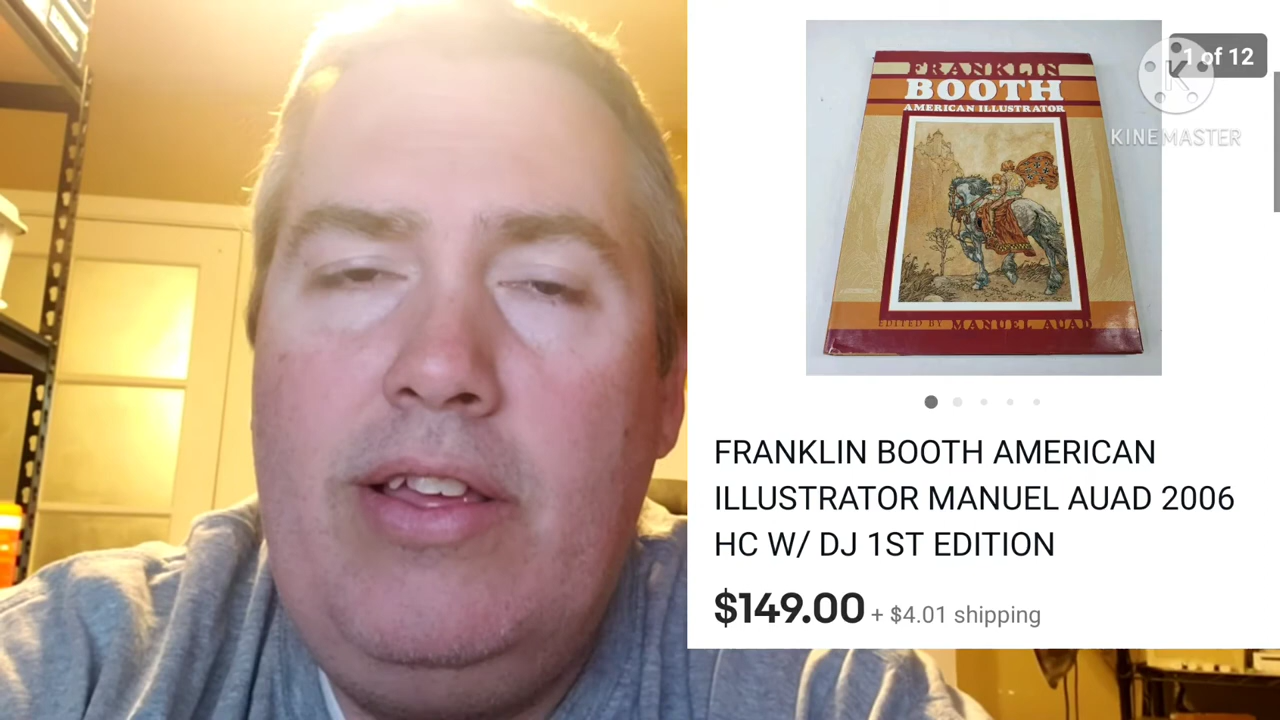 1 of 12
KINEMASTER
FRANKLIN
BOOTH
AMERICAN ILLUSTRATOR
EDITED BY MANUEL AUAD
FRANKLIN BOOTH AMERICAN
ILLUSTRATOR MANUEL AUAD 2006
HC W/ DJ 1ST EDITION
$149.00 + $4.01 shipping